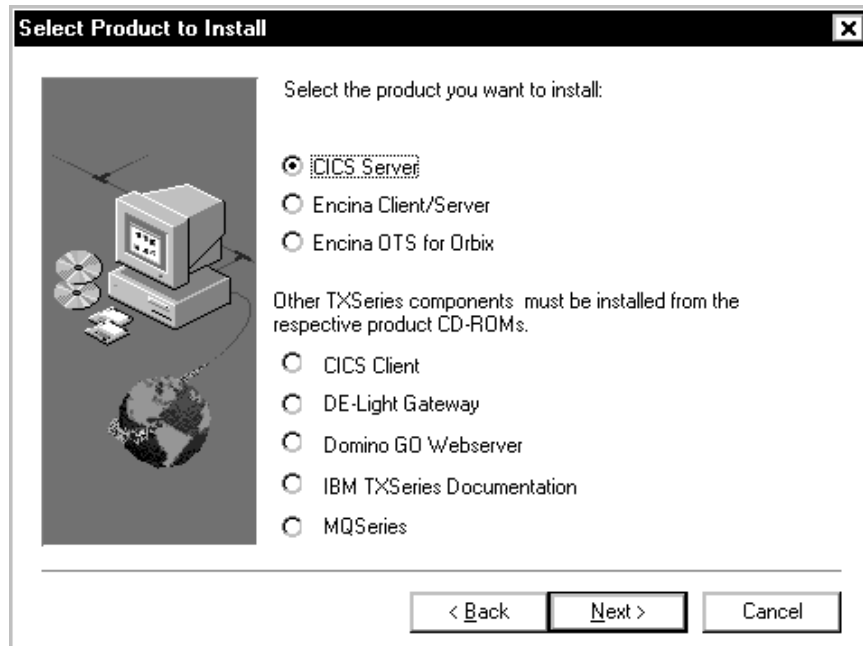 Select Product to Install
Select the product you want to install:
CICS Server
Encina Client/Server
Encina OTS for Orbix
Other TXSeries components must be installed from the
respective product CD-ROMs.
CICS Client
DE-Light Gateway
Domino GO Webserver
IBM TXSeries Documentation
MQSeries
< Back
Next >
Cancel